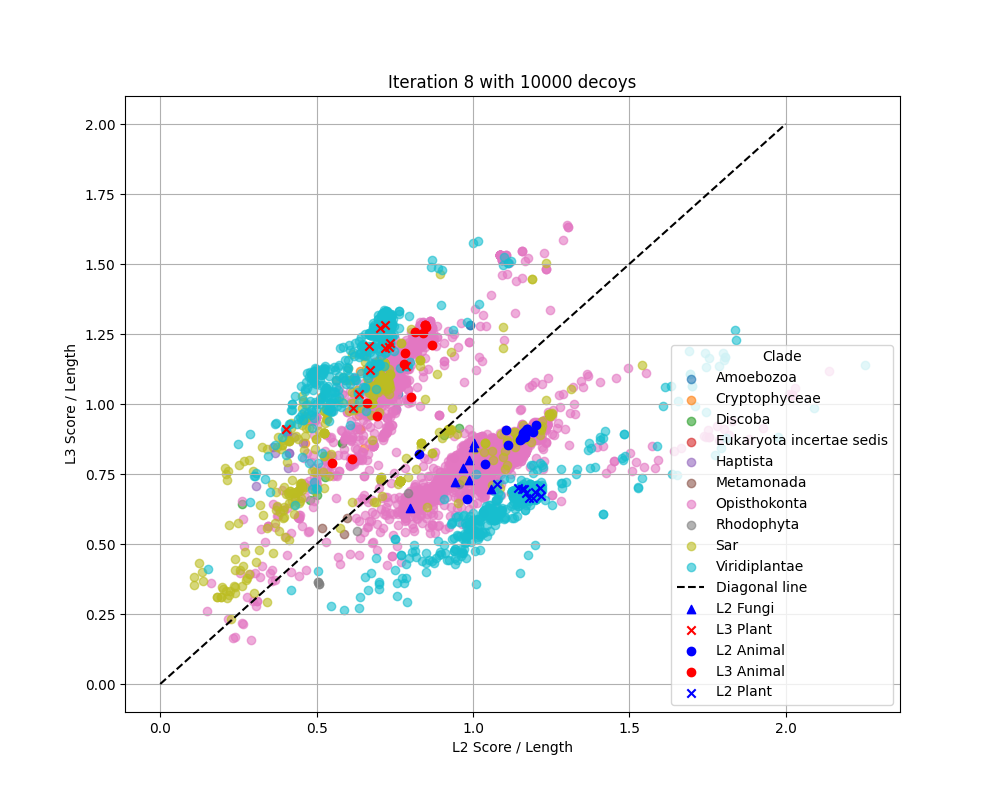 Iteration 8 with 10000 decoys
2.00
1.75
1.50
1.25
1.00
0.75
0.50
0.25
0.00
L3 Score / Length
Clade
Amoebozoa
Cryptophyceae
Discoba
Eukaryota incertae sedis
Haptista
Metamonada
Opisthokonta
Rhodophyta
Sar
Viridiplantae
Diagonal line
L2 Fungi
L3 Plant
L2 Animal
L3 Animal
L2 Plant
0.0 0.5 1.0 1.5 2.0
L2 Score / Length